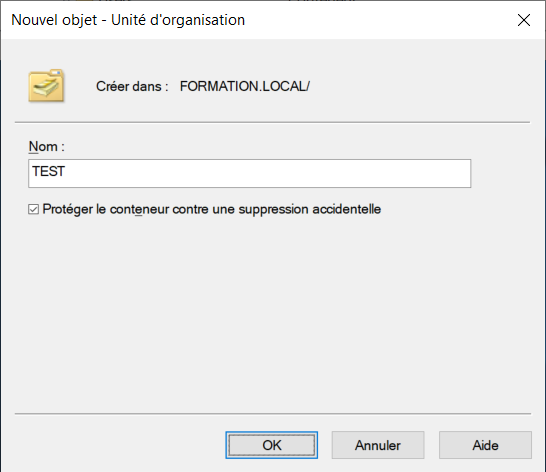 Nouvel objet - Unité d'organisation
Créer dans : FORMATION.LOCAL/
Nom :
TEST
Protéger le conteneur contre une suppression accidentelle
OK Annuler Aide